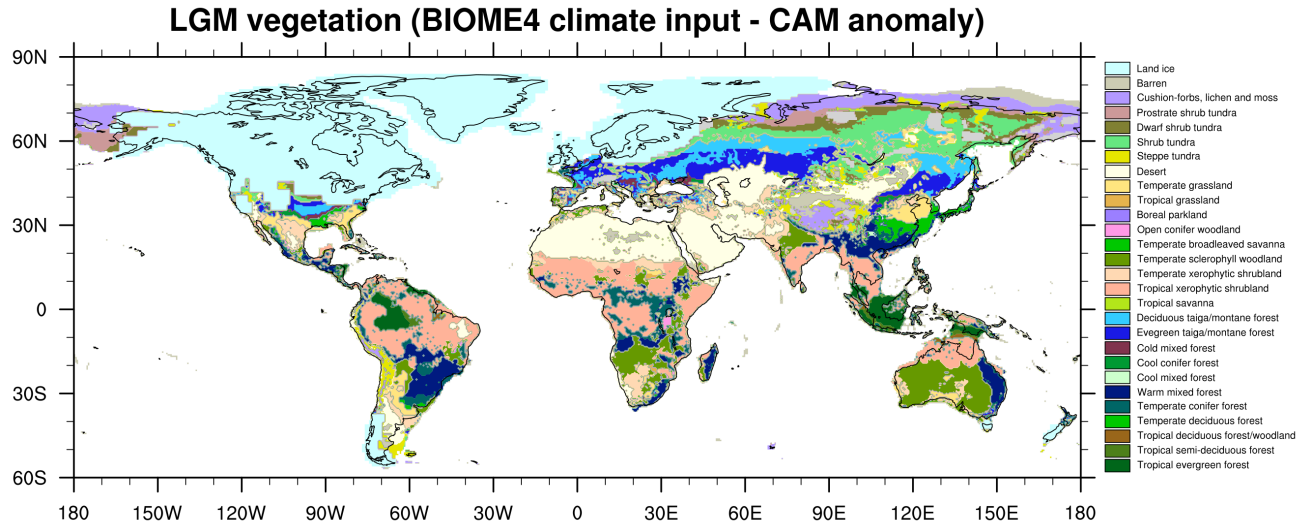 LGM vegetation (BIOME4 climate input - CAM anomaly)
90N
60N
30N
0
30S
60S
180 150W 120W 90W 60W 30W 0 30E 60E 90E 120E 150E 180
Land ice
Barren
Cushion-forbs, lichen and moss
Prostrate shrub tundra
Dwarf shrub tundra
Shrub tundra
Steppe tundra
Desert
Temperate grassland
Tropical grassland
Boreal parkland
Open conifer woodland
Temperate broadleaved savanna
Temperate sclerophyll woodland
Temperate xerophytic shrubland
Tropical xerophytic shrubland
Tropical savanna
Deciduous taiga/montane forest
Evegreen taiga/montane forest
Cold mixed forest
Cool conifer forest
Cool mixed forest
Warm mixed forest
Temperate conifer forest
Temperate deciduous forest
Tropical deciduous forest/woodland
Tropical semi-deciduous forest
Tropical evergreen forest